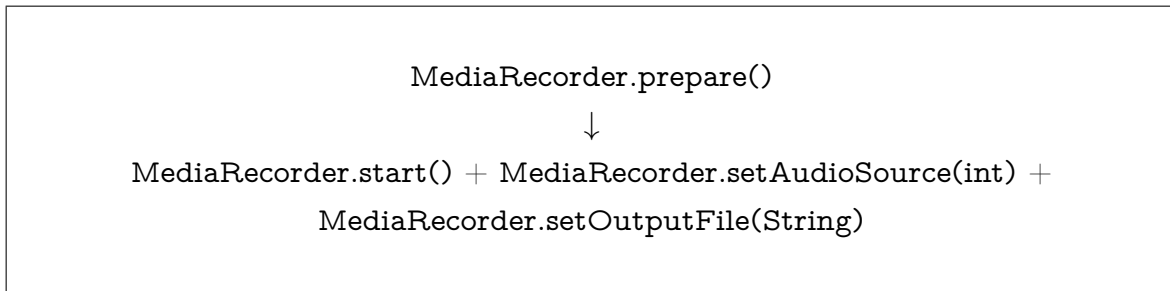 MediaRecorder.prepare()
↓
MediaRecorder.start() + MediaRecorder.setAudioSource(int) +
MediaRecorder.setOutputFile(String)